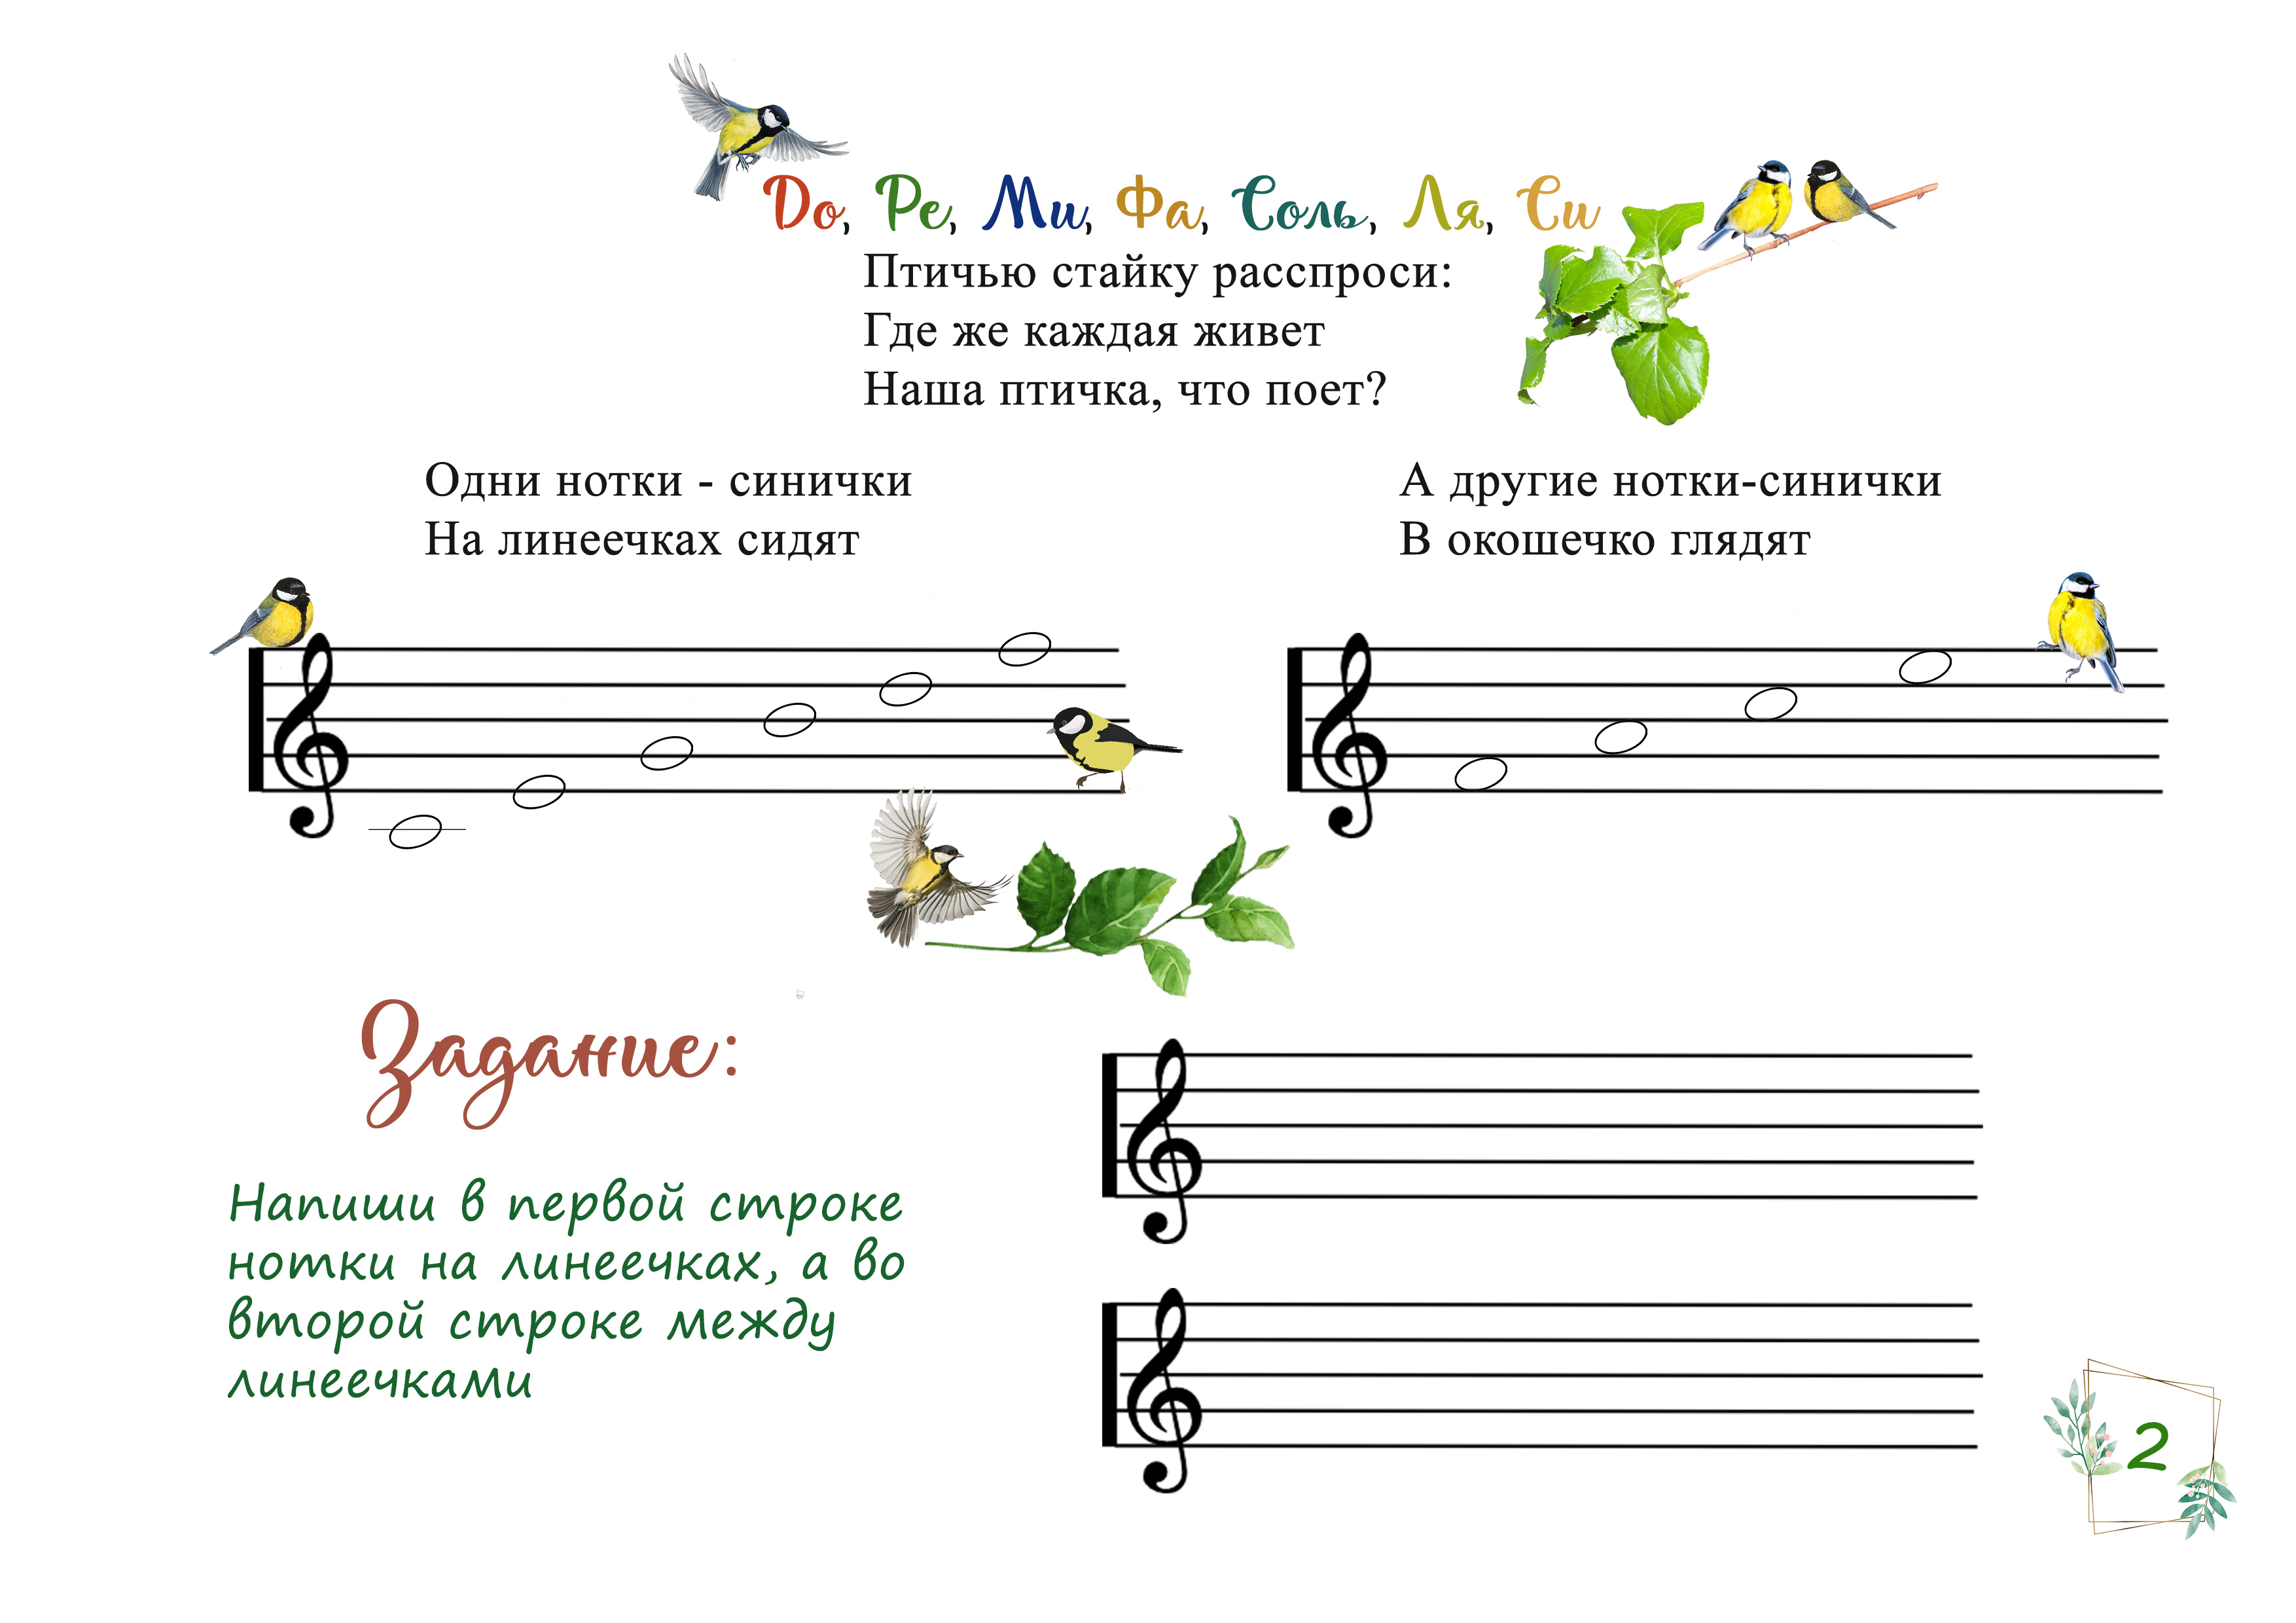 До, Ре, Ми, Фа, Соль, Ля, Си
Птичью стайку расспроси:
Где же каждая живет
Наша птичка, что поет?
Одни нотки - синички
На линеечках сидят
А другие нотки-синички
В окошечко глядят
Задание:
Напиши в первой строке
нотки на линеечках, а во
второй строке между
линеечками
2